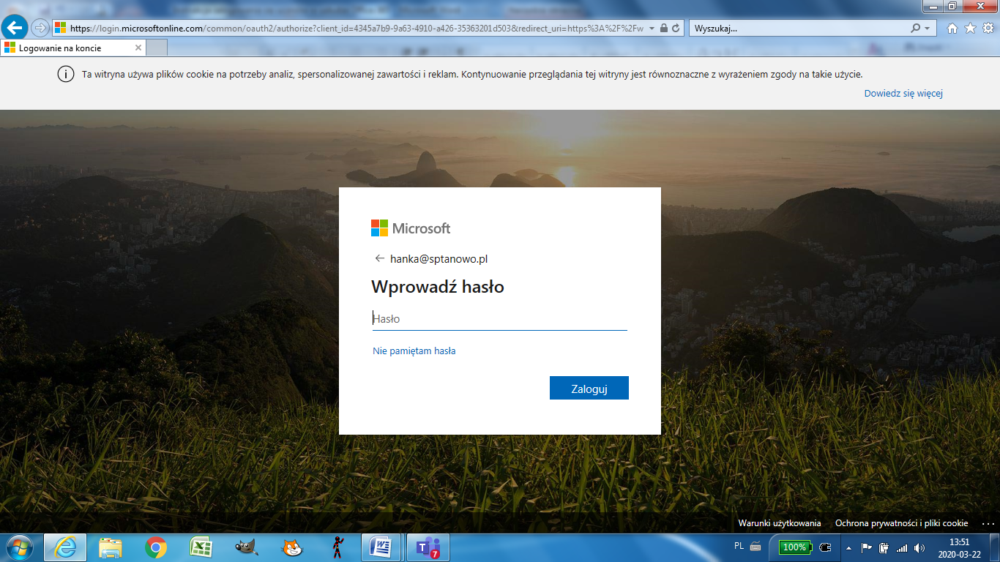 https://login.microsoftonline.com/common/oauth2/authorize?client_id=4345a7b9-9a63-4910-a426-35363201d503&redirect_uri=https%3A%2F%2Fw
Wyszukaj...
Logowanie na koncie
Ta witryna używa plików cookie na potrzeby analiz, spersonalizowanej zawartości i reklam. Kontynuowanie przeglądania tej witryny jest równoznaczne z wyrażeniem zgody na takie użycie.
Dowiedz się więcej
Microsoft
hanka@sptanowo.pl
Wprowadź hasło
Hasło
Nie pamiętam hasła
Zaloguj
Warunki użytkowania
Ochrona prywatności i pliki cookie
...
PL
100%
13:51
2020-03-22
7